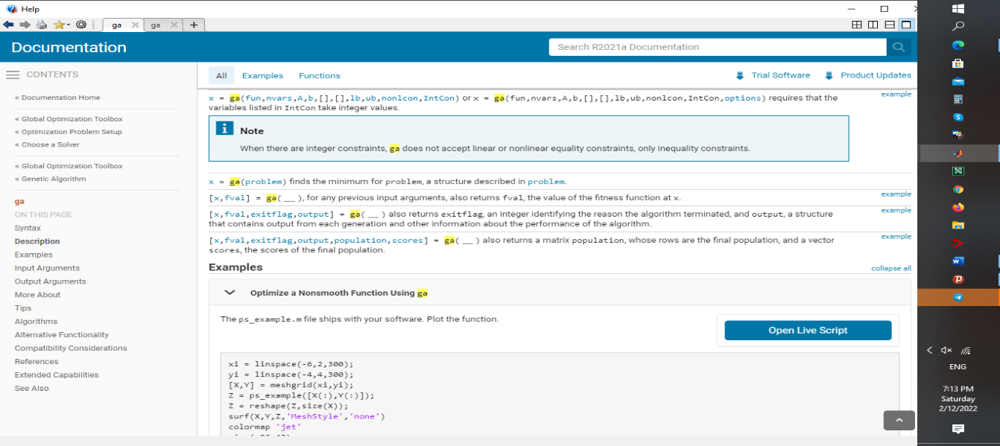 Help
ga
ga
Documentation
Search R2021a Documentation
CONTENTS
« Documentation Home
« Global Optimization Toolbox
« Optimization Problem Setup
« Choose a Solver
« Global Optimization Toolbox
« Genetic Algorithm
ga
ON THIS PAGE
Syntax
Description
Examples
Input Arguments
Output Arguments
More About
Tips
Algorithms
Alternative Functionality
Compatibility Considerations
References
Extended Capabilities
See Also
All Examples Functions
Trial Software Product Updates
x = ga(fun,nvars,A,b,[],[],lb,ub,nonlcon,IntCon) or x = ga(fun,nvars,A,b,[],[],lb,ub,nonlcon,IntCon,options) requires that the
variables listed in IntCon take integer values.
example
Note
When there are integer constraints, ga does not accept linear or nonlinear equality constraints, only inequality constraints.
x = ga(problem) finds the minimum for problem, a structure described in problem.
[x,fval] = ga( __ ), for any previous input arguments, also returns fval, the value of the fitness function at x.
example
[x,fval,exitflag,output] = ga( __ ) also returns exitflag, an integer identifying the reason the algorithm terminated, and output, a structure
that contains output from each generation and other information about the performance of the algorithm.
example
[x,fval,exitflag,output,population,scores] = ga( __ ) also returns a matrix population, whose rows are the final population, and a vector
scores, the scores of the final population.
example
Examples
collapse all
Optimize a Nonsmooth Function Using ga
The ps_example.m file ships with your software. Plot the function.
Open Live Script
xi = linspace(-6,2,300);
yi = linspace(-4,4,300);
[X,Y] = meshgrid(xi,yi);
Z = ps_example([X(:),Y(:)]);
Z = reshape(Z,size(X));
surf(X,Y,Z,'MeshStyle','none')
colormap 'jet'
ENG
7:13 PM
Saturday
2/12/2022